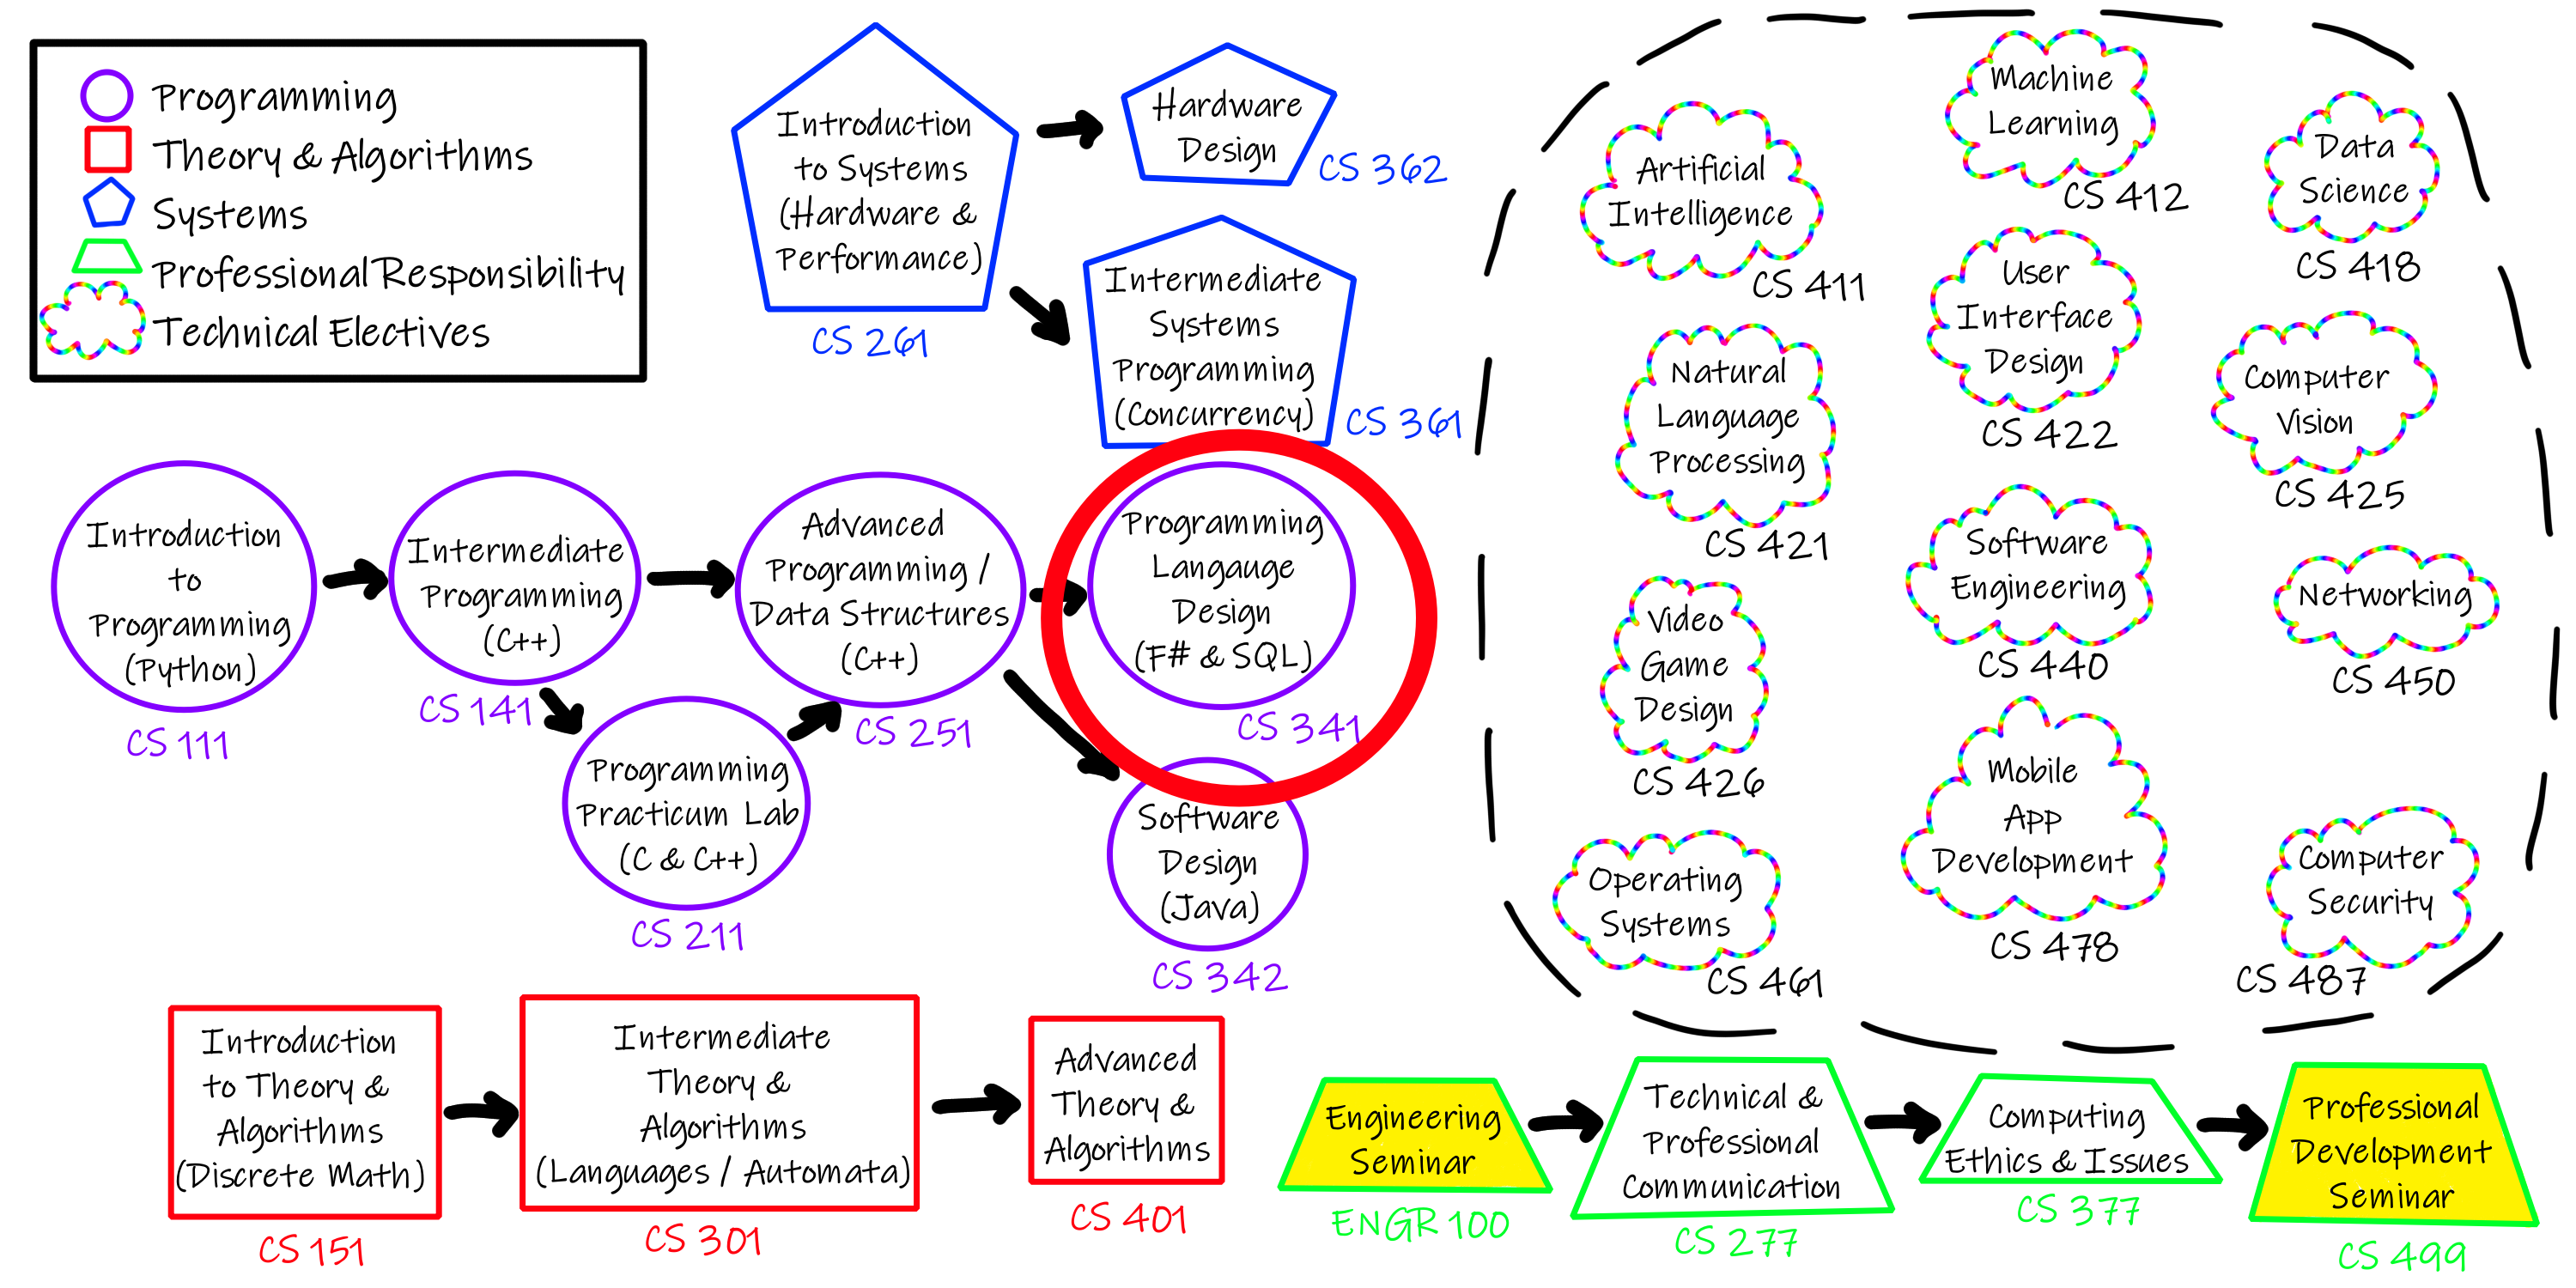 Programming
Theory & Algorithms
Systems
Professional Responsibility
Technical Electives
Introduction
to Systems
(Hardware &
Performance)
CS 261
Hardware
Design
CS 362
Intermediate
Systems
Programming
(Concurrency)
CS 361
Introduction
to
Programming
(Python)
CS 111
Intermediate
Programming
(C++)
CS 141
Programming
Practicum Lab
(C & C++)
CS 211
Advanced
Programming /
Data Structures
(C++)
CS 251
Programming
Langauge
Design
(F# & SQL)
CS 341
Software
Design
(Java)
CS 342
Introduction
to Theory &
Algorithms
(Discrete Math)
CS 151
Intermediate
Theory &
Algorithms
(Languages / Automata)
CS 301
Advanced
Theory &
Algorithms
CS 401
Artificial
Intelligence
CS 411
Machine
Learning
CS 412
Data
Science
CS 418
Natural
Language
Processing
CS 421
User
Interface
Design
CS 422
Computer
Vision
CS 425
Video
Game
Design
CS 426
Software
Engineering
CS 440
Networking
CS 450
Operating
Systems
CS 461
Mobile
App
Development
CS 478
Computer
Security
CS 487
Engineering
Seminar
ENGR 100
Technical &
Professional
Communication
CS 277
Computing
Ethics & Issues
CS 377
Professional
Development
Seminar
CS 499